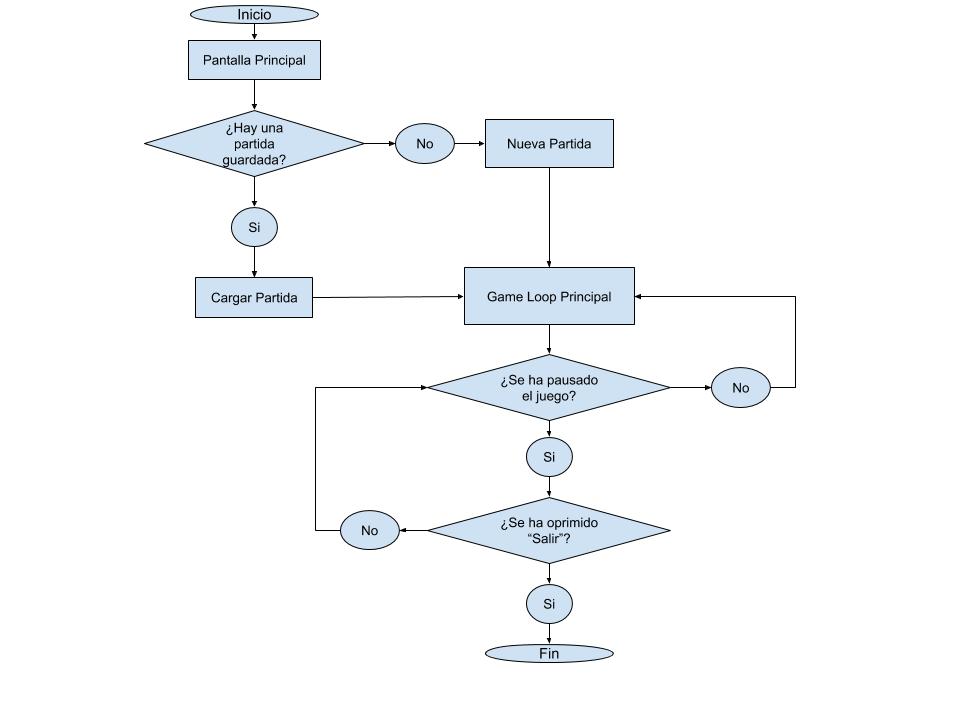 Inicio
Pantalla Principal
¿Hay una
partida
guardada?
No
Nueva Partida
Si
Cargar Partida
Game Loop Principal
¿Se ha pausado
el juego?
No
Si
¿Se ha oprimido
“Salir”?
No
Si
Fin